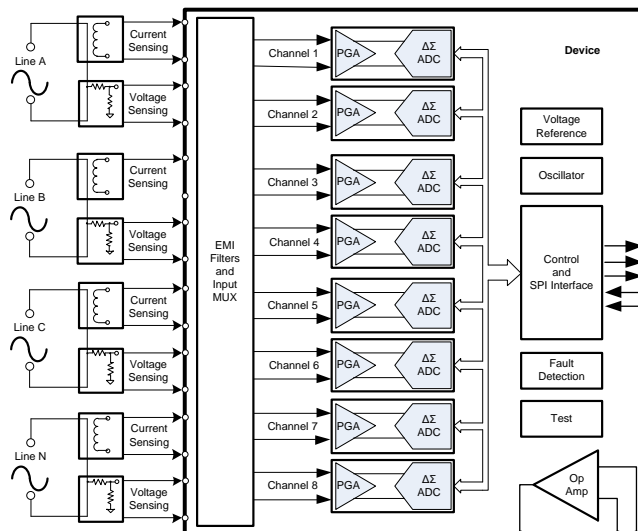 Line A
Current
Sensing
Voltage
Sensing
Line B
Current
Sensing
Voltage
Sensing
Line C
Current
Sensing
Voltage
Sensing
Line N
Current
Sensing
Voltage
Sensing
EMI
Filters
and
Input
MUX
Channel 1
PGA
ΔΣ
ADC
Channel 2
PGA
ΔΣ
ADC
Channel 3
PGA
ΔΣ
ADC
Channel 4
PGA
ΔΣ
ADC
Channel 5
PGA
ΔΣ
ADC
Channel 6
PGA
ΔΣ
ADC
Channel 7
PGA
ΔΣ
ADC
Channel 8
PGA
ΔΣ
ADC
Device
Voltage
Reference
Oscillator
Control
and
SPI Interface
Fault
Detection
Test
Op
Amp